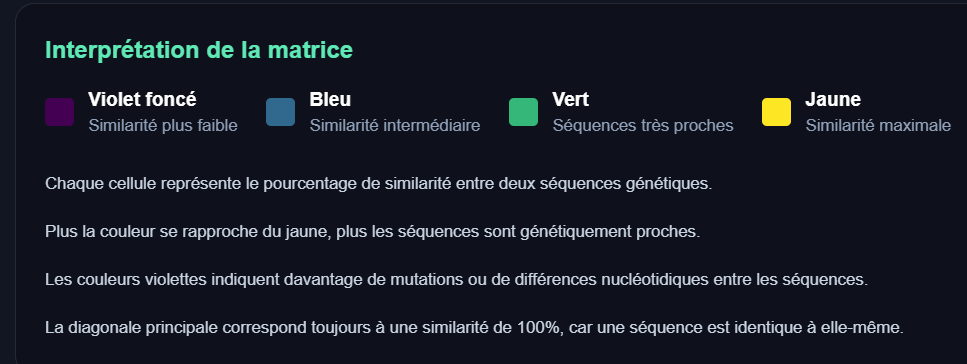 Interprétation de la matrice
Violet foncé
Similarité plus faible
Bleu
Similarité intermédiaire
Vert
Séquences très proches
Jaune
Similarité maximale
Chaque cellule représente le pourcentage de similarité entre deux séquences génétiques.
Plus la couleur se rapproche du jaune, plus les séquences sont génétiquement proches.
Les couleurs violettes indiquent davantage de mutations ou de différences nucléotidiques entre les séquences.
La diagonale principale correspond toujours à une similarité de 100%, car une séquence est identique à elle-même.